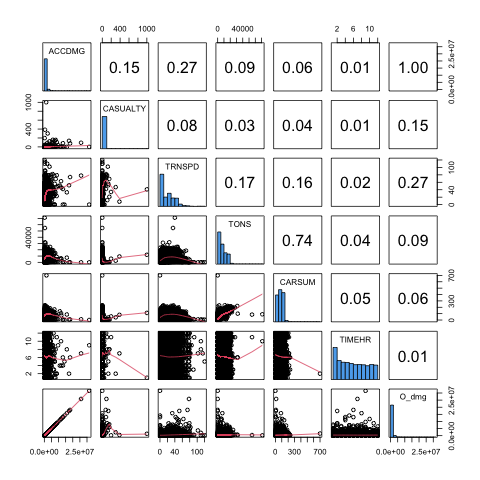 0 400 1000
0 40000
2 4 6 8 10
ACCDMG
0.15
0.27
0.09
0.06
0.01
1.00
0.0e+00 2.5e+07
0 400 1000
CASUALTY
0.08
0.03
0.04
0.01
0.15
TRNSPD
0.17
0.16
0.02
0.27
0 40 120
0 40000
TONS
0.74
0.04
0.09
CARSUM
0.05
0.06
0 300 700
2 6 10
TIMEHR
0.01
O_dmg
0.0e+00 2.5e+07
0.0e+00 2.5e+07
0 40 100
0 300 700
0.0e+00 2.5e+07